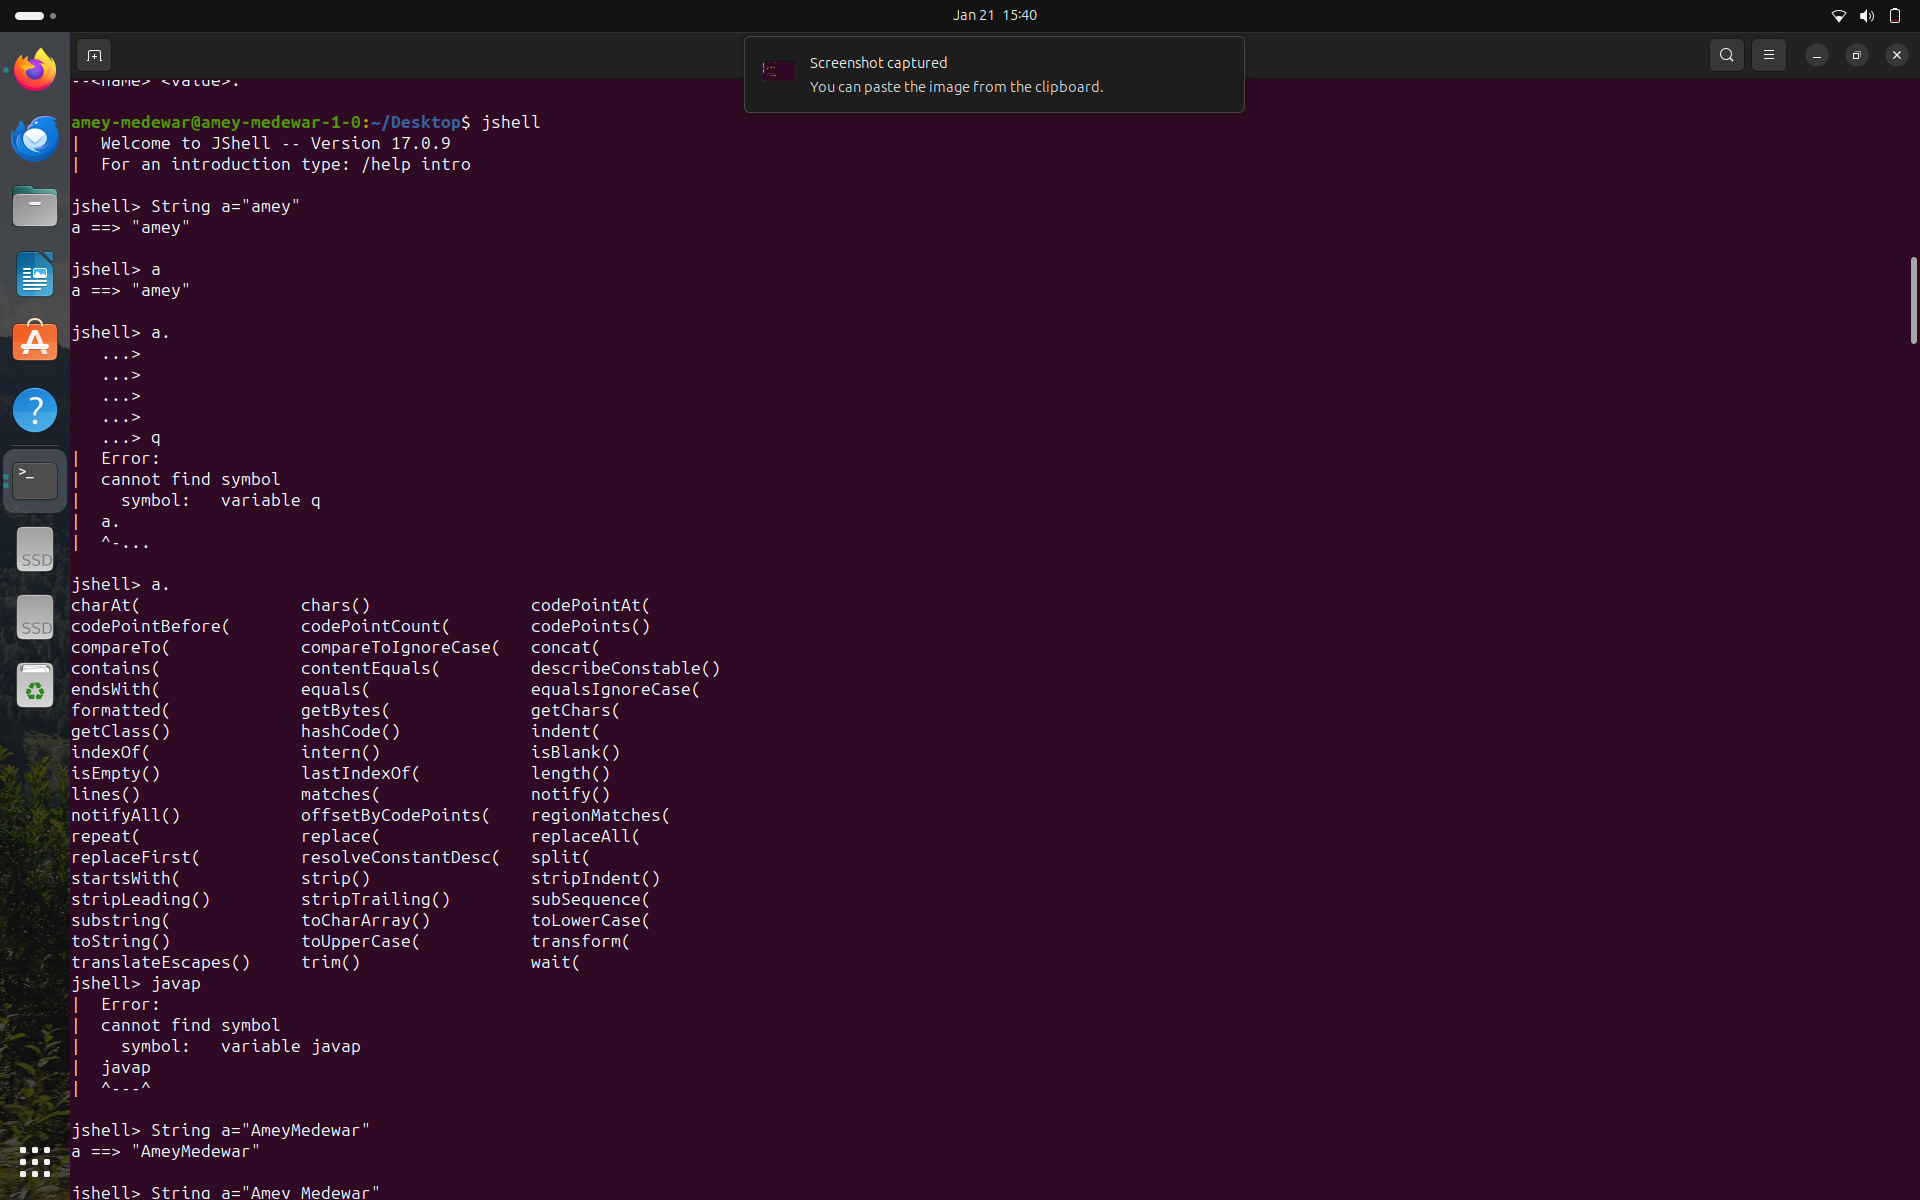 Jan 21 15:40
Screenshot captured
You can paste the image from the clipboard.
--<name> <value>.
amey-medewar@amey-medewar-1-0:~/Desktop$ jshell
| Welcome to JShell -- Version 17.0.9
| For an introduction type: /help intro
jshell> String a="amey"
a ==> "amey"
jshell> a
a ==> "amey"
jshell> a.
...>
...>
...>
...>
...> q
| Error:
| cannot find symbol
| symbol: variable q
| a.
| ^-...
jshell> a.
charAt( chars() codePointAt(
codePointBefore( codePointCount( codePoints()
compareTo( compareToIgnoreCase( concat(
contains( contentEquals( describeConstable()
endsWith( equals( equalsIgnoreCase(
formatted( getBytes( getChars(
getClass() hashCode() indent(
indexOf( intern() isBlank()
isEmpty() lastIndexOf( length()
lines() matches( notify()
notifyAll() offsetByCodePoints( regionMatches(
repeat( replace( replaceAll(
replaceFirst( resolveConstantDesc( split(
startsWith( strip() stripIndent()
stripLeading() stripTrailing() subSequence(
substring( toCharArray() toLowerCase(
toString() toUpperCase( transform(
translateEscapes() trim() wait(
jshell> javap
| Error:
| cannot find symbol
| symbol: variable javap
| javap
| ^---^
jshell> String a="AmeyMedewar"
a ==> "AmeyMedewar"
jshell> String a="Amey Medewar"
SSD
SSD